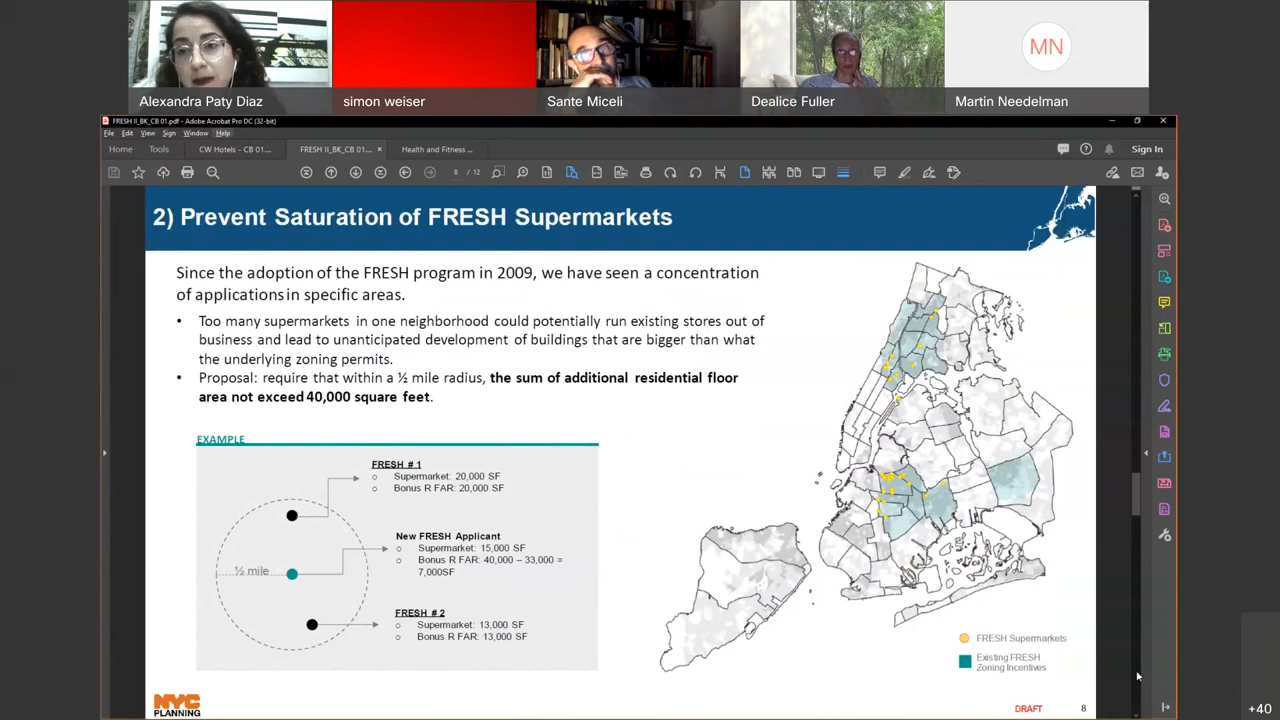 Alexandra Paty Diaz
simon weiser
Sante Miceli
Dealice Fuller
MN
Martin Needelman
FRESH II_BK_CB 01.pdf - Adobe Acrobat Pro DC (32-bit)
File Edit View Sign Window Help
Home Tools CW Hotels - CB 01... FRESH II_BK_CB 01... × Health and Fitness ... Sign In
8 / 12
2) Prevent Saturation of FRESH Supermarkets
Since the adoption of the FRESH program in 2009, we have seen a concentration
of applications in specific areas.
• Too many supermarkets in one neighborhood could potentially run existing stores out of
business and lead to unanticipated development of buildings that are bigger than what
the underlying zoning permits.
• Proposal: require that within a ½ mile radius, the sum of additional residential floor
area not exceed 40,000 square feet.
EXAMPLE
FRESH # 1
o Supermarket: 20,000 SF
o Bonus R FAR: 20,000 SF
New FRESH Applicant
o Supermarket: 15,000 SF
o Bonus R FAR: 40,000 – 33,000 =
7,000SF
½ mile
FRESH # 2
o Supermarket: 13,000 SF
o Bonus R FAR: 13,000 SF
FRESH Supermarkets
Existing FRESH
Zoning Incentives
NYC
PLANNING
DRAFT
8
+40